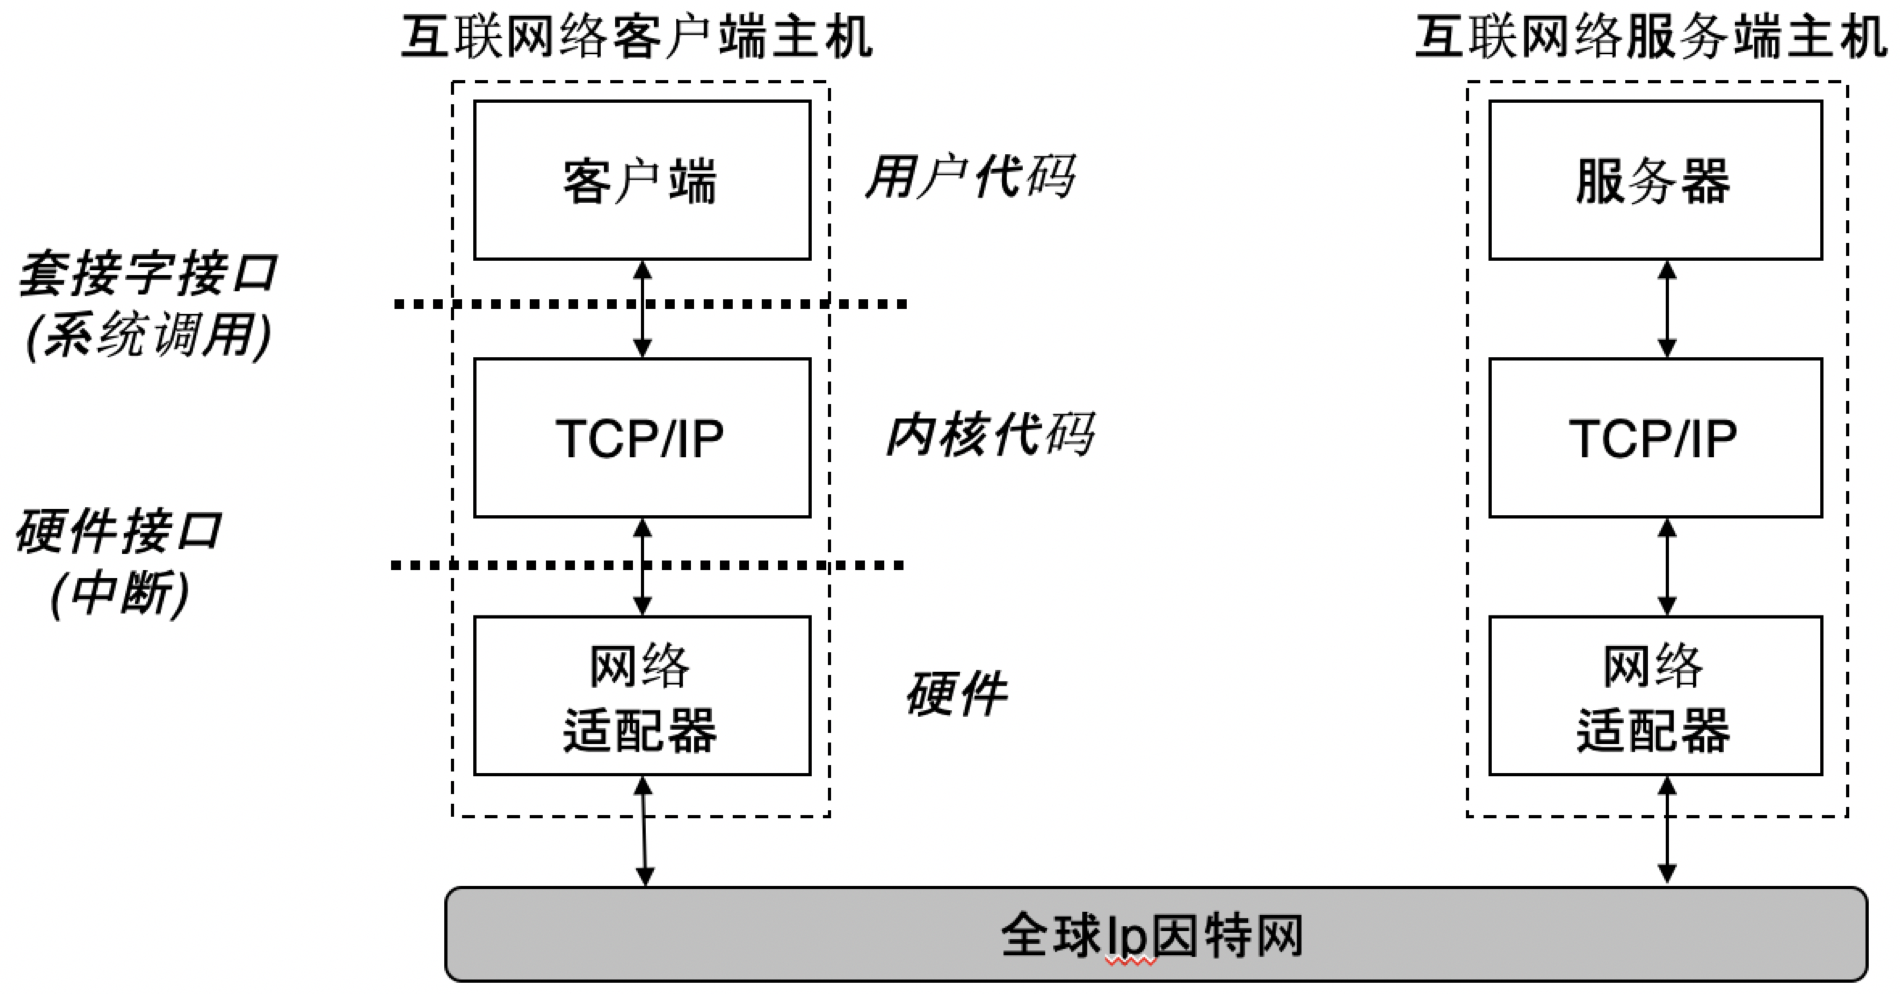 互联网络客户端主机
互联网络服务端主机
客户端
用户代码
服务器
套接字接口
(系统调用)
TCP/IP
内核代码
TCP/IP
硬件接口
(中断)
网络
适配器
硬件
网络
适配器
全球Ip因特网